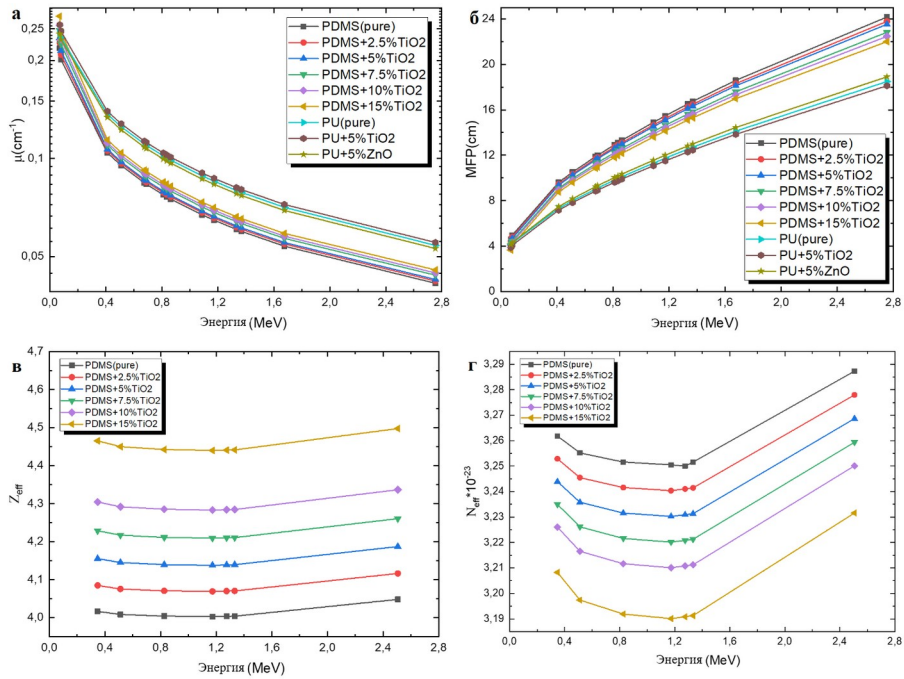 а
μ(cm⁻¹)
0,25
0,2
0,15
0,1
0,05
0,0 0,4 0,8 1,2 1,6 2,0 2,4 2,8
Энергия (MeV)
PDMS(pure)
PDMS+2.5%TiO2
PDMS+5%TiO2
PDMS+7.5%TiO2
PDMS+10%TiO2
PDMS+15%TiO2
PU(pure)
PU+5%TiO2
PU+5%ZnO
б
MFP(cm)
24
20
16
12
8
4
0
0,0 0,4 0,8 1,2 1,6 2,0 2,4 2,8
Энергия (MeV)
PDMS(pure)
PDMS+2.5%TiO2
PDMS+5%TiO2
PDMS+7.5%TiO2
PDMS+10%TiO2
PDMS+15%TiO2
PU(pure)
PU+5%TiO2
PU+5%ZnO
в
Zeff
4,7
4,6
4,5
4,4
4,3
4,2
4,1
4,0
0,0 0,4 0,8 1,2 1,6 2,0 2,4 2,8
Энергия (MeV)
PDMS(pure)
PDMS+2.5%TiO2
PDMS+5%TiO2
PDMS+7.5%TiO2
PDMS+10%TiO2
PDMS+15%TiO2
г
Neff*10⁻²³
3,29
3,28
3,27
3,26
3,25
3,24
3,23
3,22
3,21
3,20
3,19
0,0 0,4 0,8 1,2 1,6 2,0 2,4 2,8
Энергия (MeV)
PDMS(pure)
PDMS+2.5%TiO2
PDMS+5%TiO2
PDMS+7.5%TiO2
PDMS+10%TiO2
PDMS+15%TiO2